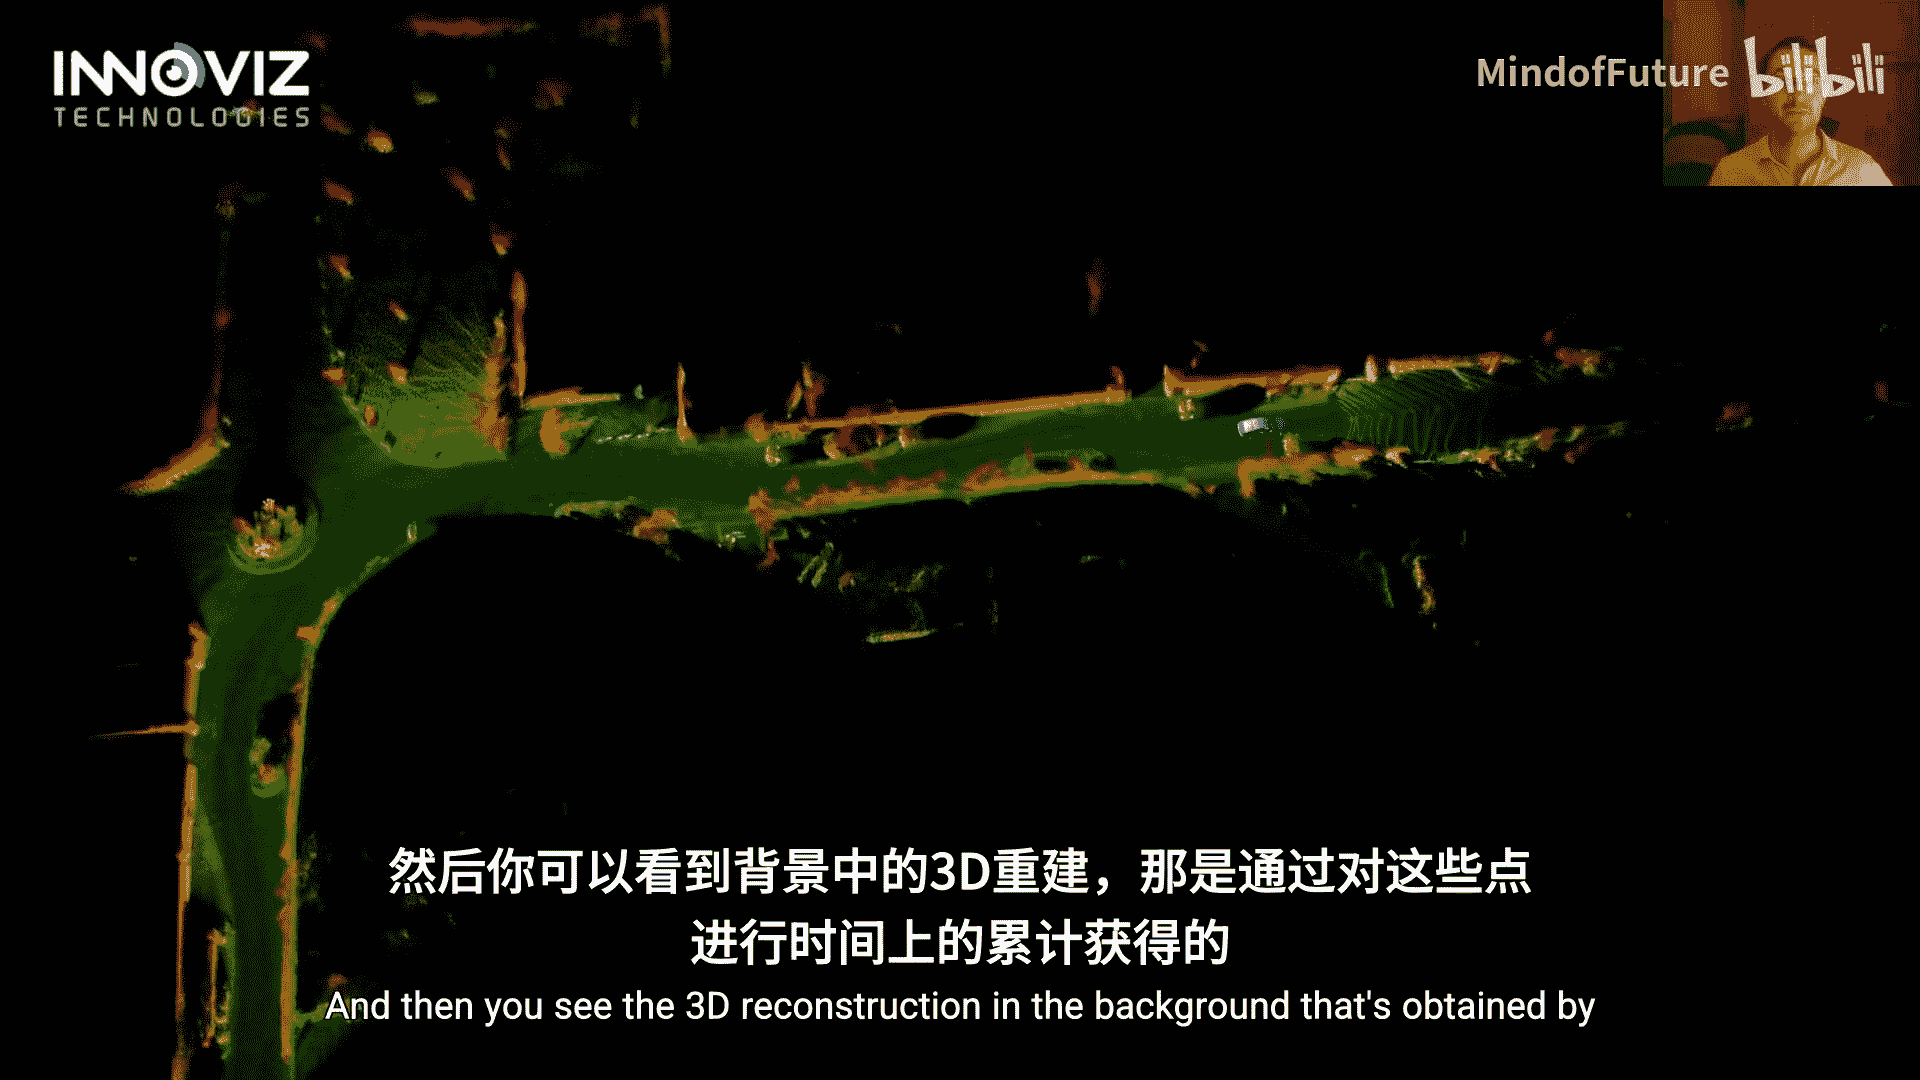 INNOVIZ
TECHNOLOGIES
MindofFuture
bilibili
然后你可以看到背景中的3D重建，那是通过对这些点
进行时间上的累计获得的
And then you see the 3D reconstruction in the background that's obtained by